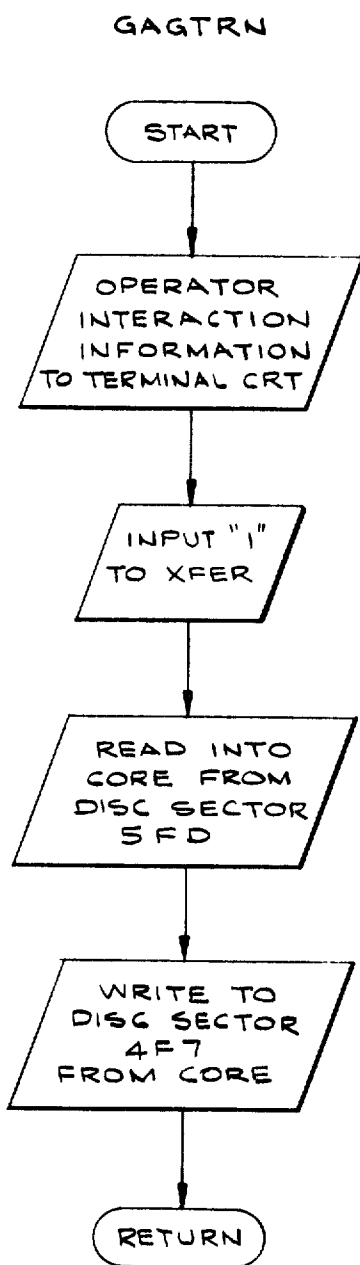 GAGTRN
START
OPERATOR
INTERACTION
INFORMATION
TO TERMINAL CRT
INPUT "1"
TO XFER
READ INTO
CORE FROM
DISC SECTOR
5FD
WRITE TO
DISC SECTOR
4F7
FROM CORE
RETURN